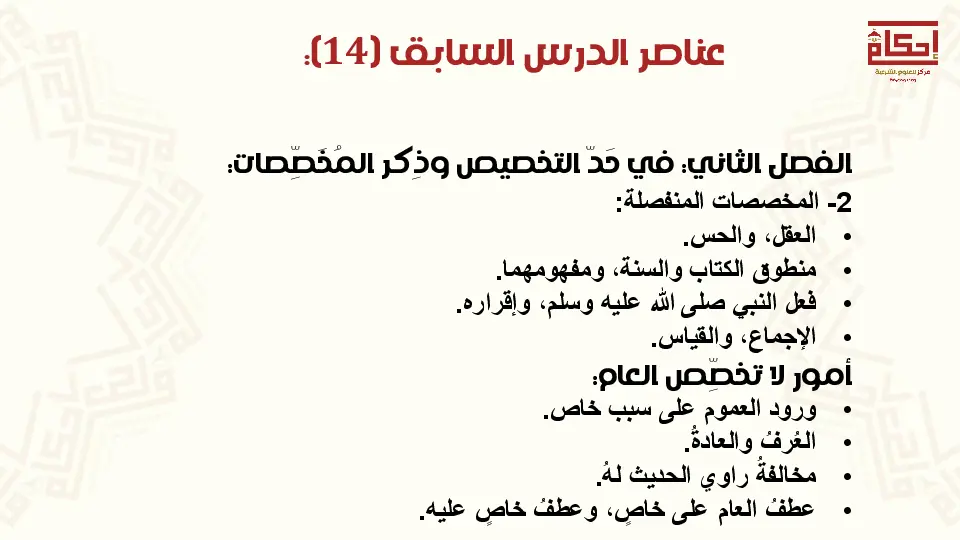 إحكام
مركز للعلوم الشرعية
عناصر الدرس السابق (14):
الفصل الثاني: في حَدّ التخصيص وذِكر المُخَصِّصات:
2- المخصصات المنفصلة:
• العقل، والحس.
• منطوق الكتاب والسنة، ومفهومهما.
• فعل النبي صلى الله عليه وسلم، وإقراره.
• الإجماع، والقياس.
أمور لا تخصِّص العام:
• ورود العموم على سبب خاص.
• العُرفُ والعادةُ.
• مخالفةُ راوي الحديث لهُ.
• عطفُ العام على خاصٍ، وعطفُ خاصٍ عليه.